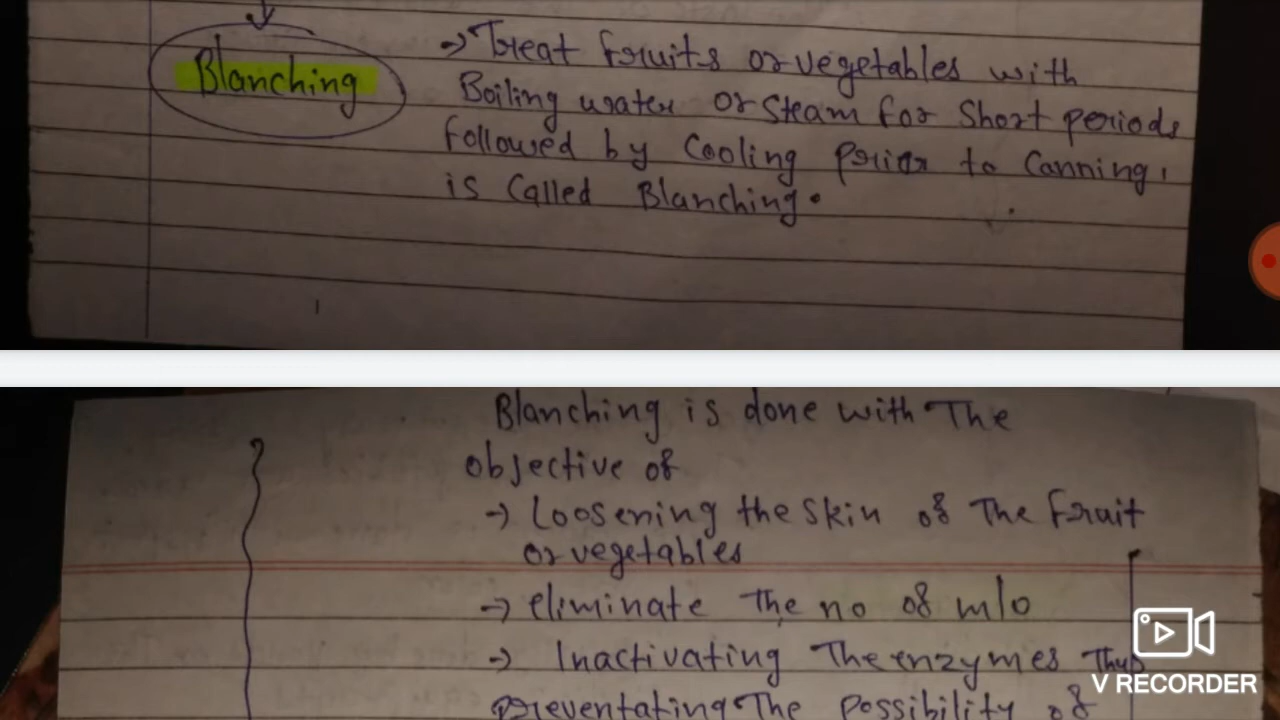 Blanching
→ Treat fruits or vegetables with
Boiling water or Steam for Short periods
followed by Cooling Prior to Canning,
is Called Blanching.
Blanching is done with The
objective of
→ Loosening the skin of The fruit
or vegetables
→ eliminate The no of m/o
→ Inactivating The enzymes Thus
preventating The possibility of
V RECORDER